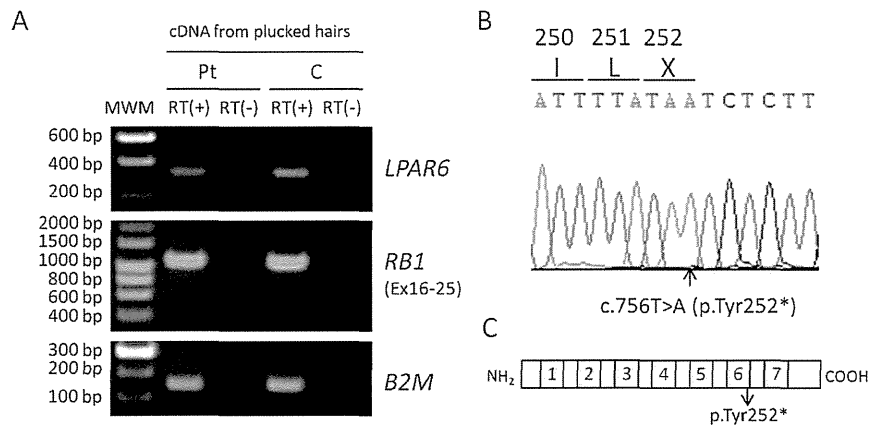 A
cDNA from plucked hairs
Pt C
MWM RT(+) RT(-) RT(+) RT(-)
600 bp
400 bp
200 bp
LPAR6
2000 bp
1500 bp
1000 bp
800 bp
600 bp
400 bp
RB1
(Ex16-25)
300 bp
200 bp
100 bp
B2M
B
250 251 252
I L X
A T T T T A T A A T C T C T T
c.756T>A (p.Tyr252*)
C
NH₂ 1 2 3 4 5 6 7 COOH
p.Tyr252*